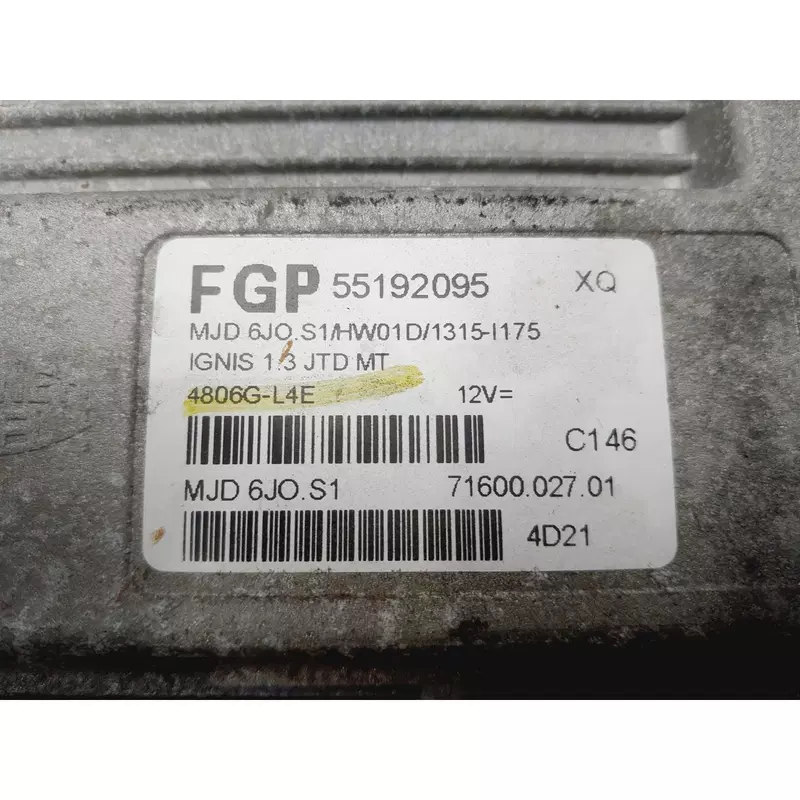 FGP 55192095 XQ
MJD 6JO.S1/HW01D/1315-I175
IGNIS 1.3 JTD MT
4806G-L4E 12V=
C146
MJD 6JO.S1 71600.027.01
4D21